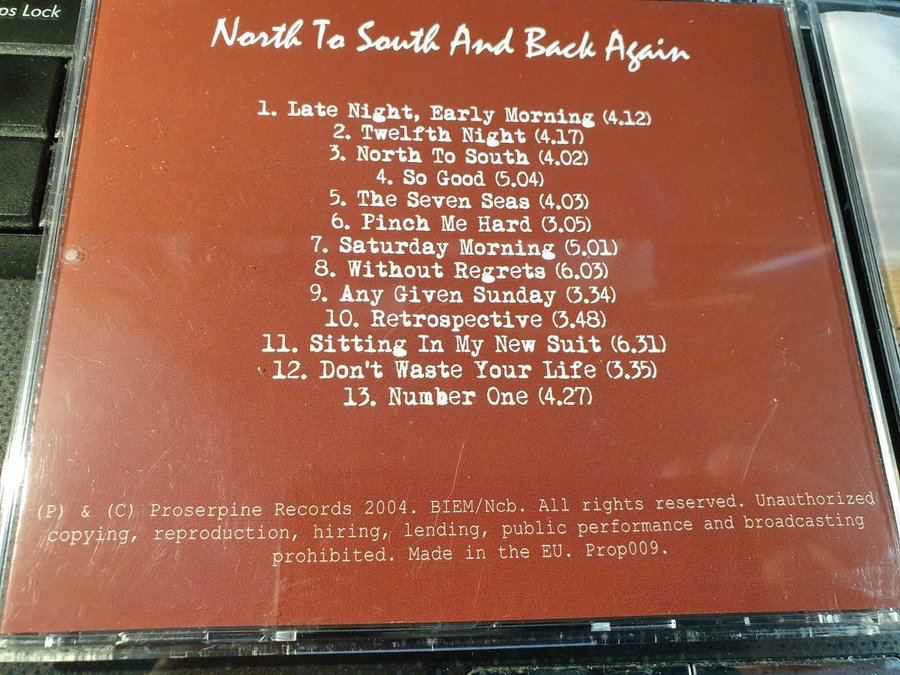 ps Lock
North To South And Back Again
1. Late Night, Early Morning (4.12)
2. Twelfth Night (4.17)
3. North To South (4.02)
4. So Good (5.04)
5. The Seven Seas (4.03)
6. Pinch Me Hard (3.05)
7. Saturday Morning (5.01)
8. Without Regrets (6.03)
9. Any Given Sunday (3.34)
10. Retrospective (3.48)
11. Sitting In My New Suit (6.31)
12. Don't Waste Your Life (3.35)
13. Number One (4.27)
(P) & (C) Proserpine Records 2004. BIEM/Ncb. All rights reserved. Unauthorized
copying, reproduction, hiring, lending, public performance and broadcasting
prohibited. Made in the EU. Prop009.